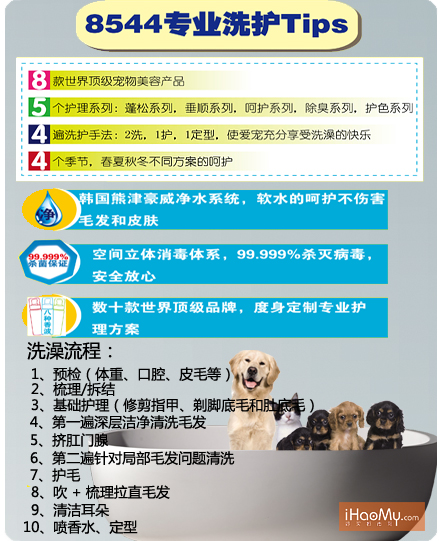 8544专业洗护Tips
8 款世界顶级宠物美容产品
5 个护理系列：蓬松系列，垂顺系列，呵护系列，除臭系列，护色系列
4 遍洗护手法：2洗，1护，1定型，使爱宠充分享受洗澡的快乐
4 个季节，春夏秋冬不同方案的呵护
净
韩国熊津豪威净水系统，软水的呵护不伤害
毛发和皮肤
99.999%
杀菌保证
空间立体消毒体系，99.999%杀灭病毒，
安全放心
八种香波
数十款世界顶级品牌，度身定制专业护
理方案
洗澡流程：
1、预检（体重、口腔、皮毛等）
2、梳理/拆结
3、基础护理（修剪指甲、剃脚底毛和肚底毛）
4、第一遍深层洁净清洗毛发
5、挤肛门腺
6、第二遍针对局部毛发问题清洗
7、护毛
8、吹 + 梳理拉直毛发
9、清洁耳朵
10、喷香水、定型
iHaoMy.com